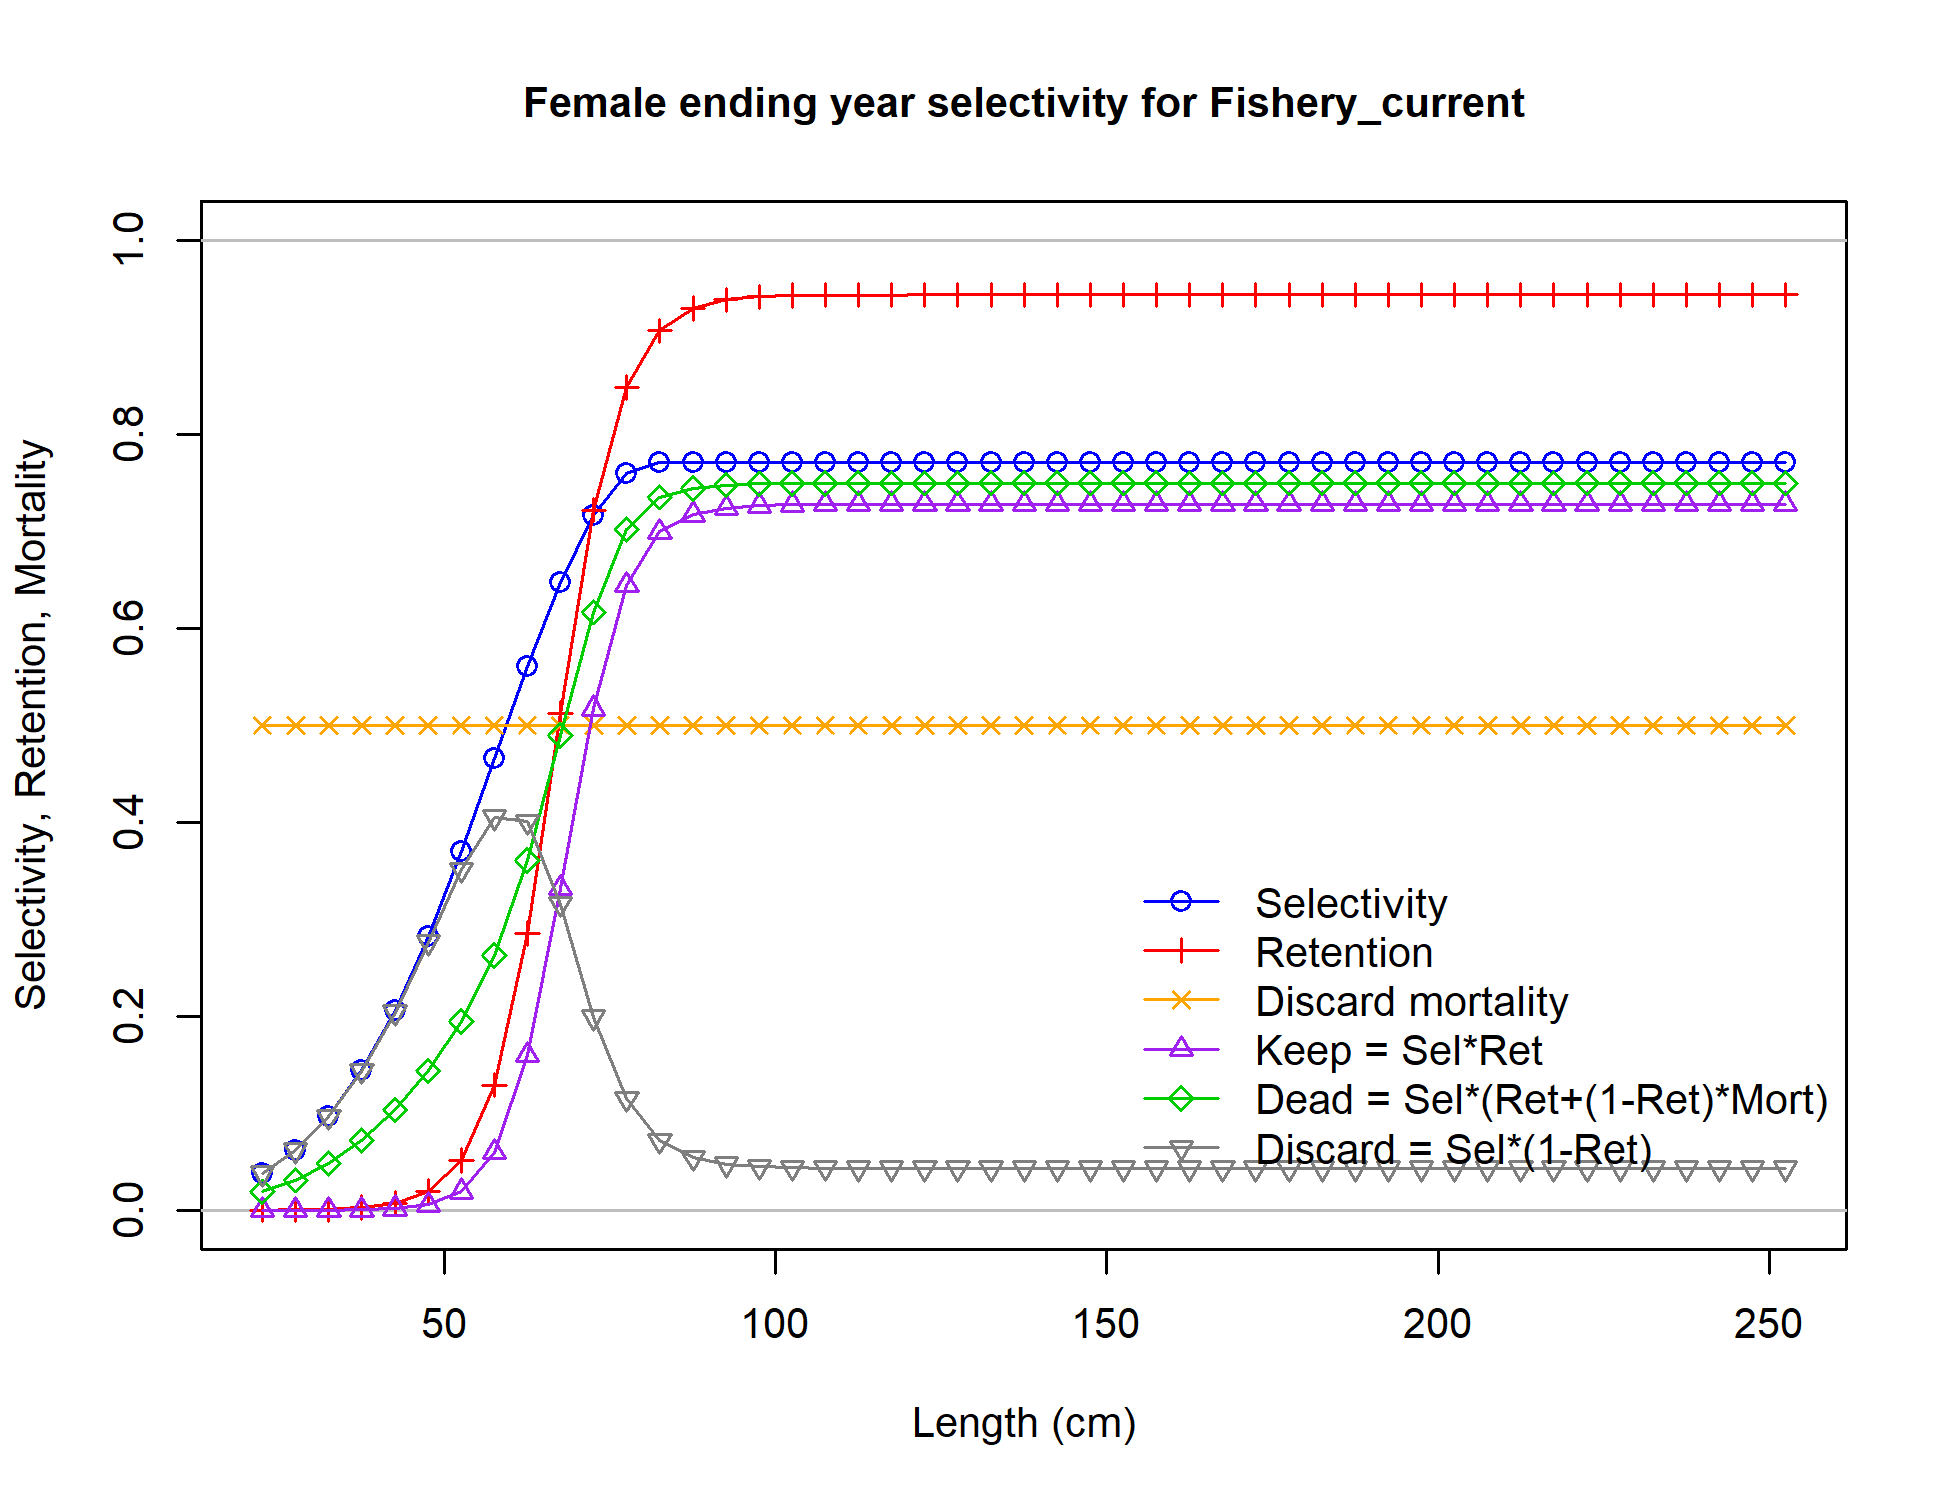 Female ending year selectivity for Fishery_current
Selectivity, Retention, Mortality
1.0
0.8
0.6
0.4
0.2
0.0
Selectivity
Retention
Discard mortality
Keep = Sel*Ret
Dead = Sel*(Ret+(1-Ret)*Mort)
Discard = Sel*(1-Ret)
50 100 150 200 250
Length (cm)